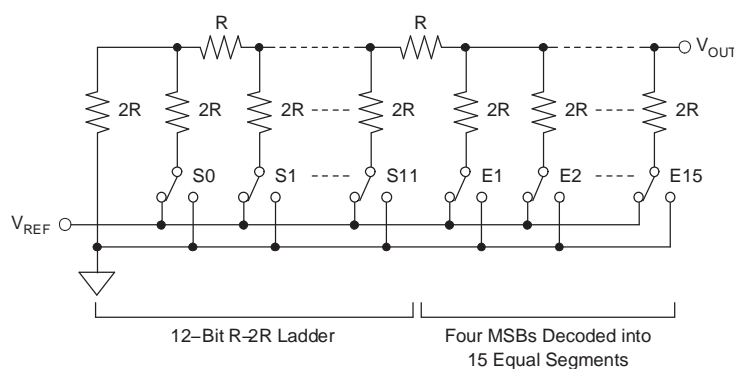 R R
V_OUT
2R 2R 2R 2R 2R 2R 2R
S0 S1 S11 E1 E2 E15
V_REF
12–Bit R–2R Ladder
Four MSBs Decoded into
15 Equal Segments